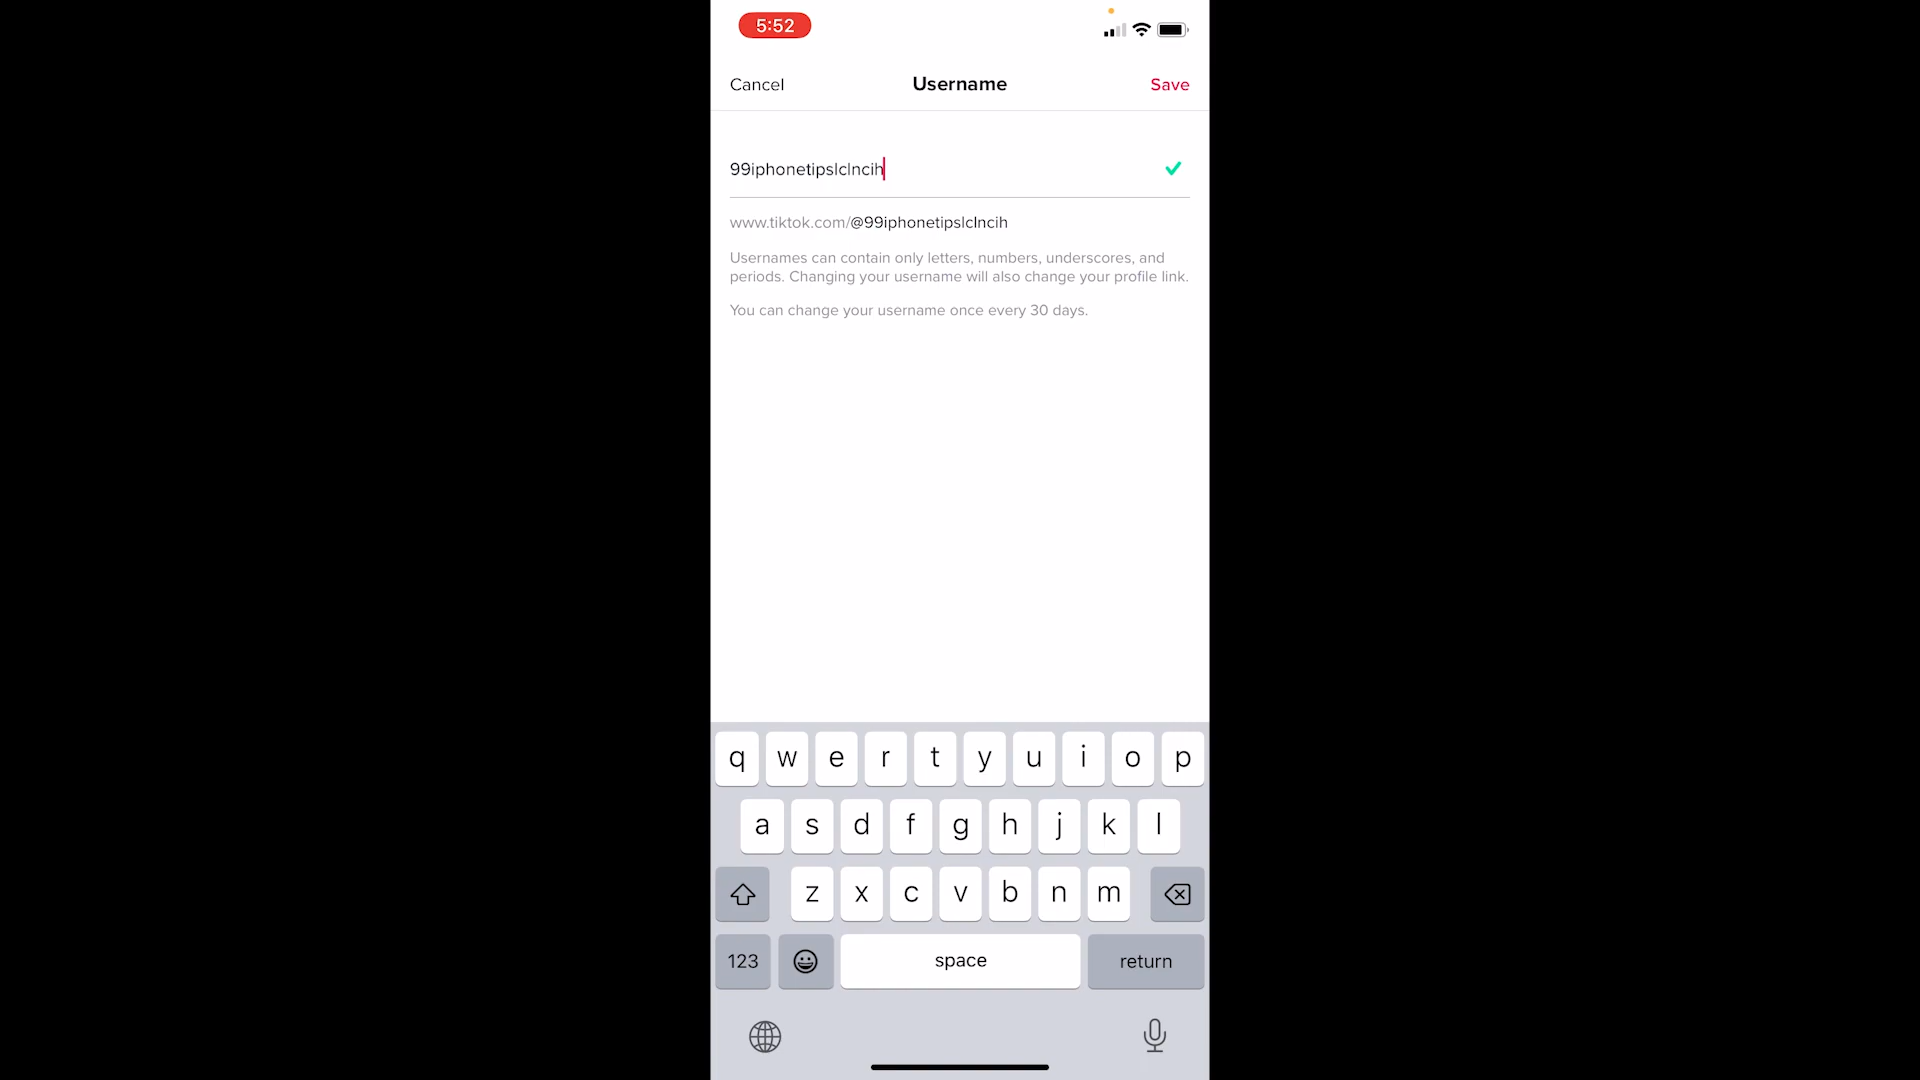 5:52
Cancel
Username
Save
99iphonetipslclncih
www.tiktok.com/@99iphonetipslclncih
Usernames can contain only letters, numbers, underscores, and
periods. Changing your username will also change your profile link.
You can change your username once every 30 days.
q w e r t y u i o p
a s d f g h j k l
z x c v b n m
123 space return